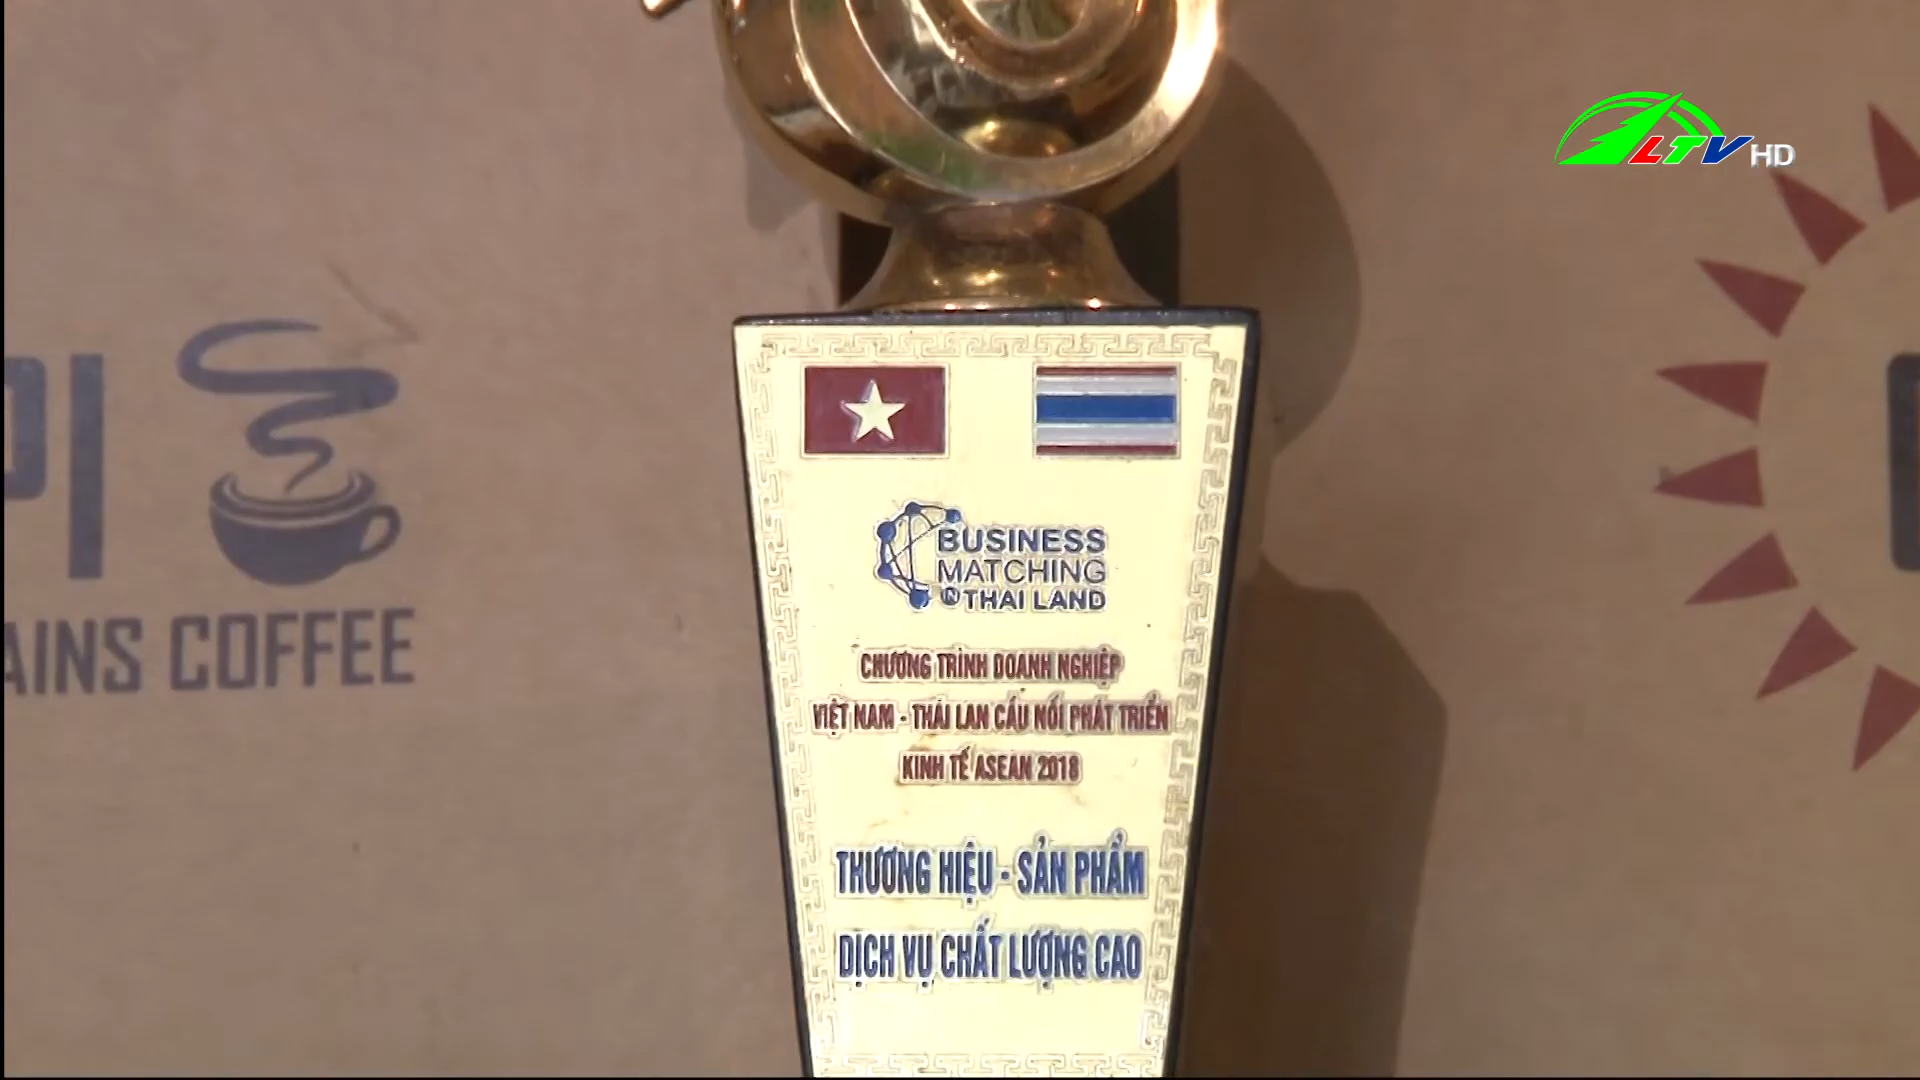 LTV HD
PI
AINS COFFEE
BUSINESS
MATCHING
IN THAI LAND
CHƯƠNG TRÌNH DOANH NGHIỆP
VIỆT NAM - THÁI LAN CẦU NỐI PHÁT TRIỂN
KINH TẾ ASEAN 2018
THƯƠNG HIỆU - SẢN PHẨM
DỊCH VỤ CHẤT LƯỢNG CAO